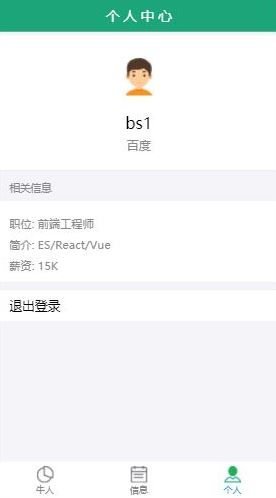 个人中心
bs1
百度
相关信息
职位: 前端工程师
简介: ES/React/Vue
薪资: 15K
退出登录
牛人
信息
个人